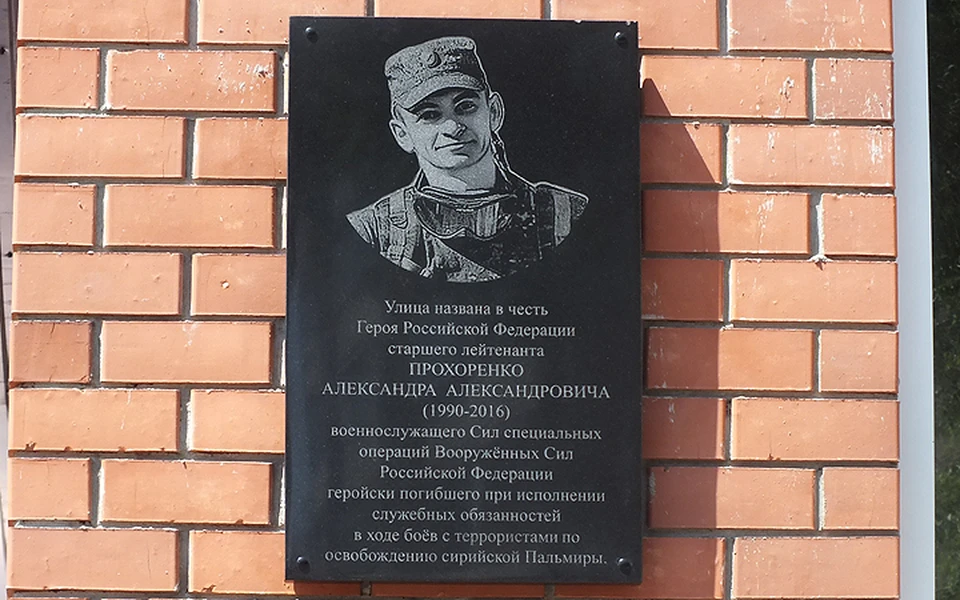 Улица названа в честь
Героя Российской Федерации
старшего лейтенанта
ПРОХОРЕНКО
АЛЕКСАНДРА АЛЕКСАНДРОВИЧА
(1990-2016)
военнослужащего Сил специальных
операций Вооружённых Сил
Российской Федерации
геройски погибшего при исполнении
служебных обязанностей
в ходе боёв с террористами по
освобождению сирийской Пальмиры.